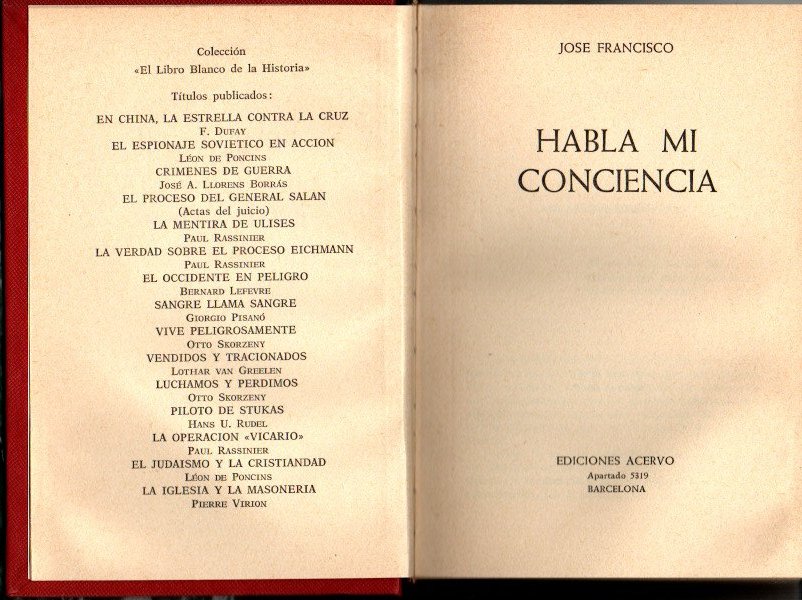 Colección
«El Libro Blanco de la Historia»
Títulos publicados:
EN CHINA, LA ESTRELLA CONTRA LA CRUZ
F. Dufay
EL ESPIONAJE SOVIETICO EN ACCION
Léon de Poncins
CRIMENES DE GUERRA
José A. Llorens Borrás
EL PROCESO DEL GENERAL SALAN
(Actas del juicio)
LA MENTIRA DE ULISES
Paul Rassinier
LA VERDAD SOBRE EL PROCESO EICHMANN
Paul Rassinier
EL OCCIDENTE EN PELIGRO
Bernard Lefevre
SANGRE LLAMA SANGRE
Giorgio Pisanó
VIVE PELIGROSAMENTE
Otto Skorzeny
VENDIDOS Y TRACIONADOS
Lothar van Greelen
LUCHAMOS Y PERDIMOS
Otto Skorzeny
PILOTO DE STUKAS
Hans U. Rudel
LA OPERACION «VICARIO»
Paul Rassinier
EL JUDAISMO Y LA CRISTIANDAD
Léon de Poncins
LA IGLESIA Y LA MASONERIA
Pierre Virion
JOSE FRANCISCO
HABLA MI
CONCIENCIA
EDICIONES ACERVO
Apartado 5319
BARCELONA